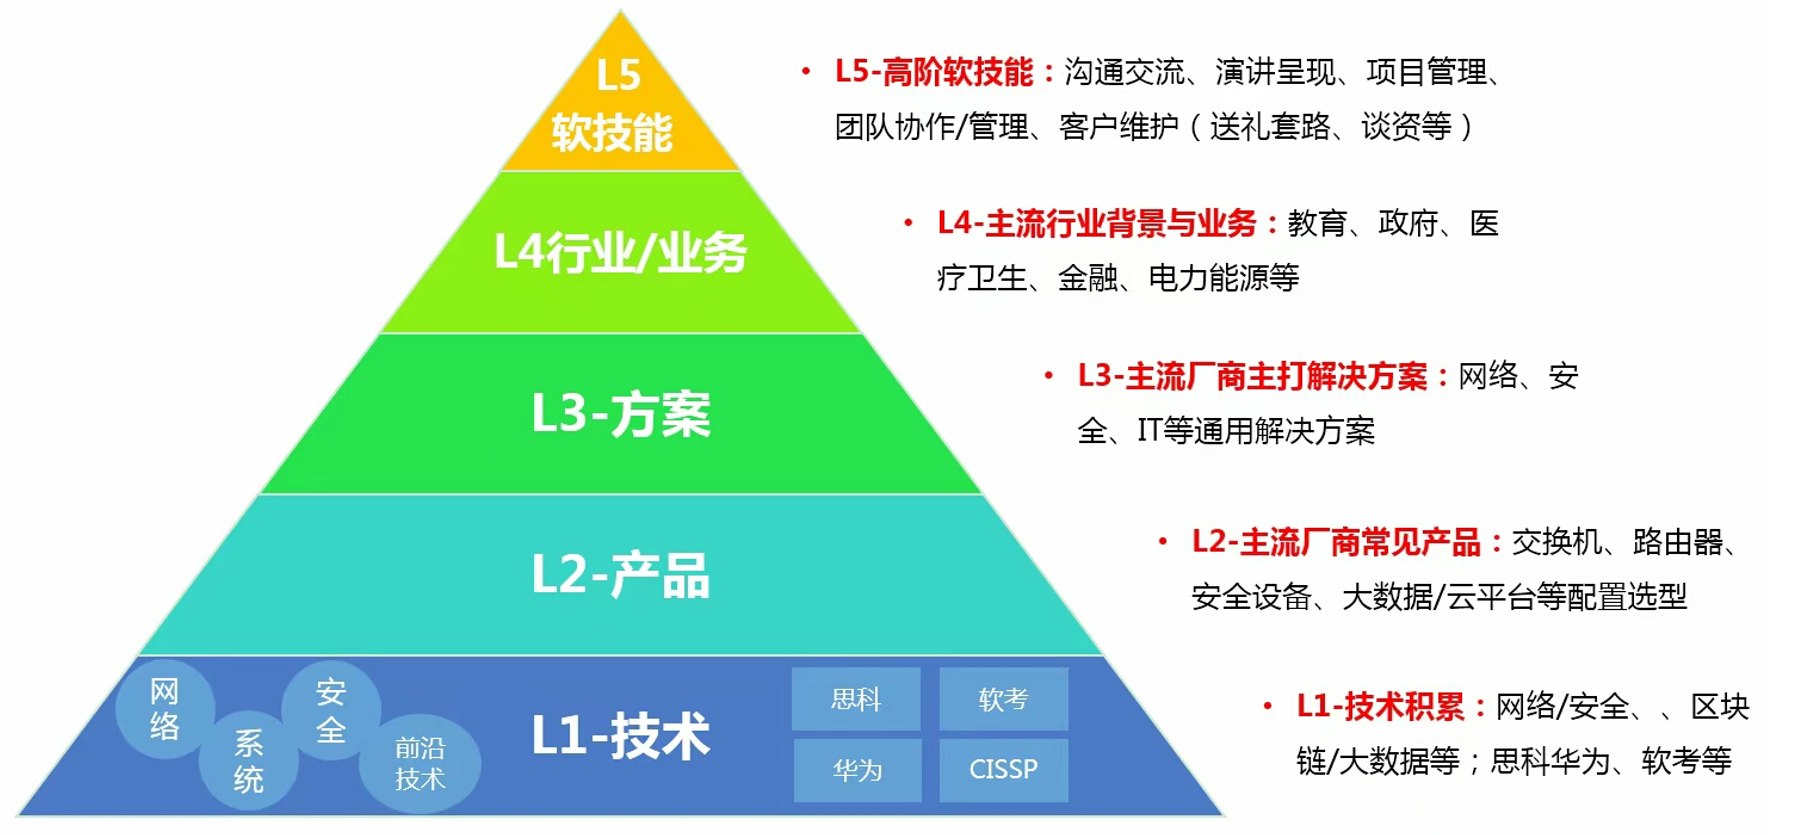 L5
软技能
L5-高阶软技能：沟通交流、演讲呈现、项目管理、
团队协作/管理、客户维护（送礼套路、谈资等）
L4行业/业务
L4-主流行业背景与业务：教育、政府、医
疗卫生、金融、电力能源等
L3-方案
L3-主流厂商主打解决方案：网络、安
全、IT等通用解决方案
L2-产品
L2-主流厂商常见产品：交换机、路由器、
安全设备、大数据/云平台等配置选型
网
络
系
统
安
全
前沿
技术
L1-技术
思科
软考
华为
CISSP
L1-技术积累：网络/安全、、区块
链/大数据等；思科华为、软考等